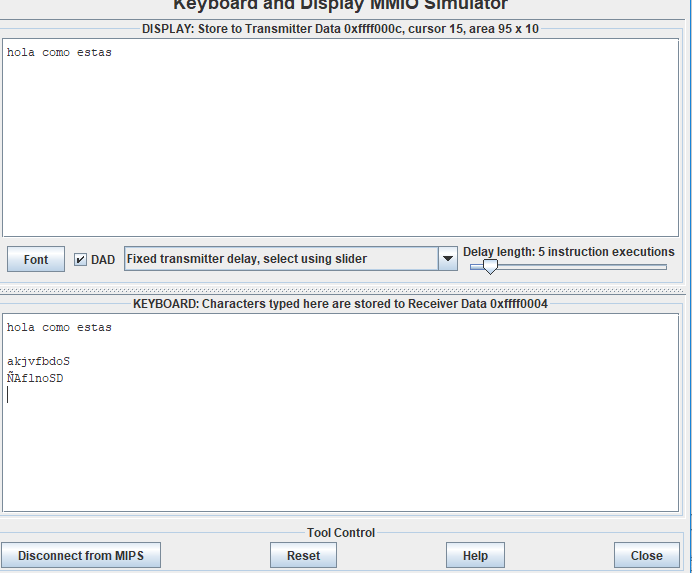 Keyboard and Display MMIO Simulator
DISPLAY: Store to Transmitter Data 0xffff000c, cursor 15, area 95 x 10
hola como estas
Font
DAD
Fixed transmitter delay, select using slider
Delay length: 5 instruction executions
KEYBOARD: Characters typed here are stored to Receiver Data 0xffff0004
hola como estas
akjvfbdoS
ÑAflnoSD
Tool Control
Disconnect from MIPS
Reset
Help
Close